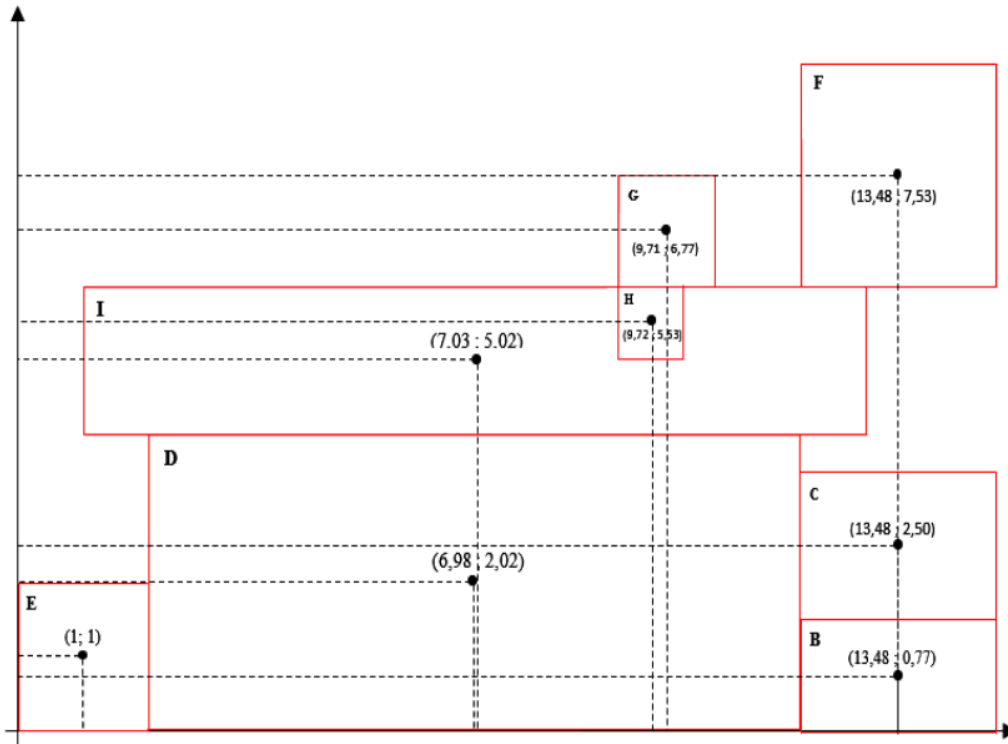 F
(13,48 ; 7,53)
G
(9,71 ; 6,77)
H
(9,72 ; 5,53)
I
(7.03 ; 5.02)
D
C
(13,48 ; 2,50)
(6,98 ; 2,02)
E
(1; 1)
B
(13,48 ; 0,77)